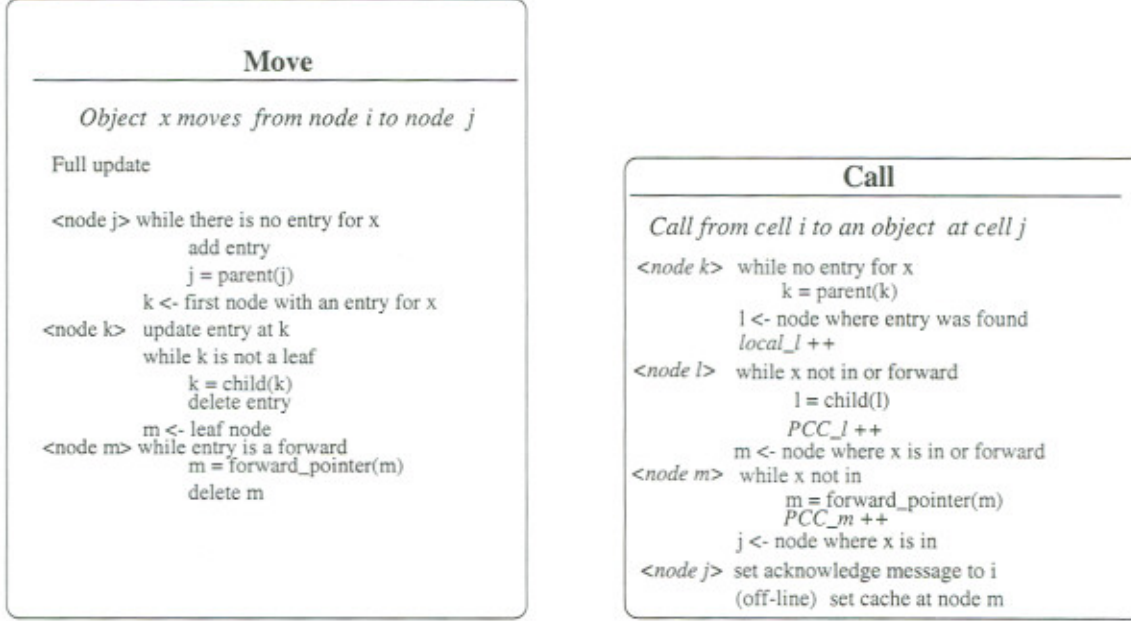 Move
Object x moves from node i to node j
Full update
<node j> while there is no entry for x
add entry
j = parent(j)
k <- first node with an entry for x
<node k> update entry at k
while k is not a leaf
k = child(k)
delete entry
m <- leaf node
<node m> while entry is a forward
m = forward_pointer(m)
delete m
Call
Call from cell i to an object at cell j
<node k> while no entry for x
k = parent(k)
l <- node where entry was found
local_l ++
<node l> while x not in or forward
l = child(l)
PCC_l ++
m <- node where x is in or forward
<node m> while x not in
m = forward_pointer(m)
PCC_m ++
j <- node where x is in
<node j> set acknowledge message to i
(off-line) set cache at node m